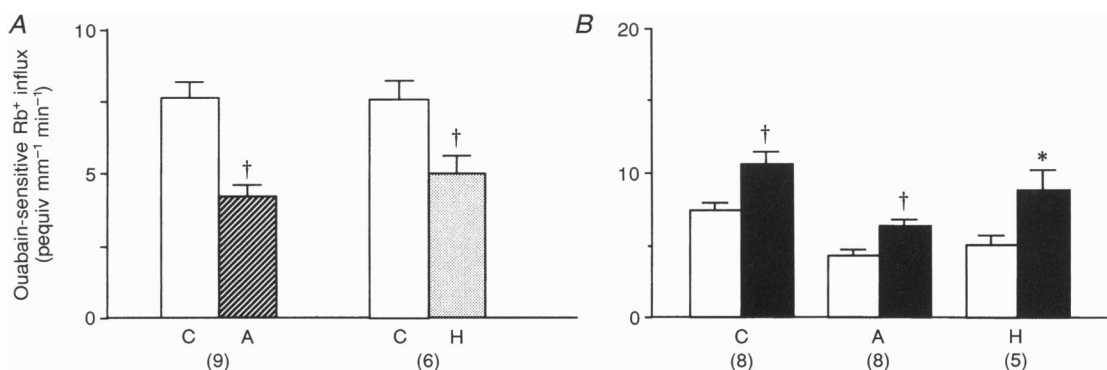 A
Ouabain-sensitive Rb⁺ influx
(pequiv mm⁻¹ min⁻¹)
10
5
0
†
†
C A C H
(9) (6)
B
20
10
0
†
†
*
C A H
(8) (8) (5)